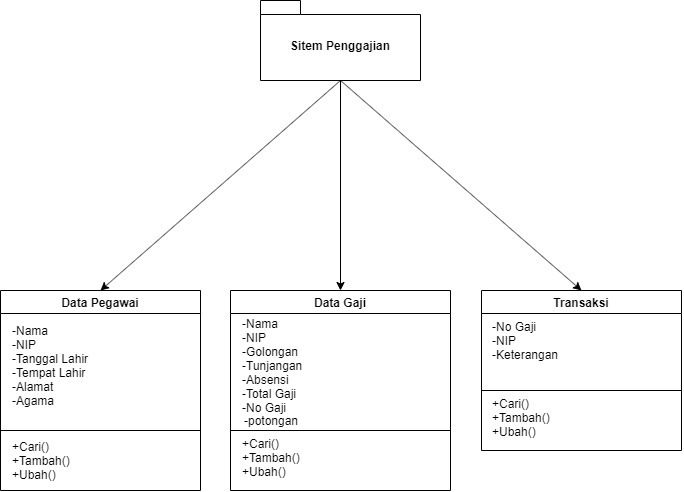 Sitem Penggajian
Data Pegawai
-Nama
-NIP
-Tanggal Lahir
-Tempat Lahir
-Alamat
-Agama
+Cari()
+Tambah()
+Ubah()
Data Gaji
-Nama
-NIP
-Golongan
-Tunjangan
-Absensi
-Total Gaji
-No Gaji
-potongan
+Cari()
+Tambah()
+Ubah()
Transaksi
-No Gaji
-NIP
-Keterangan
+Cari()
+Tambah()
+Ubah()